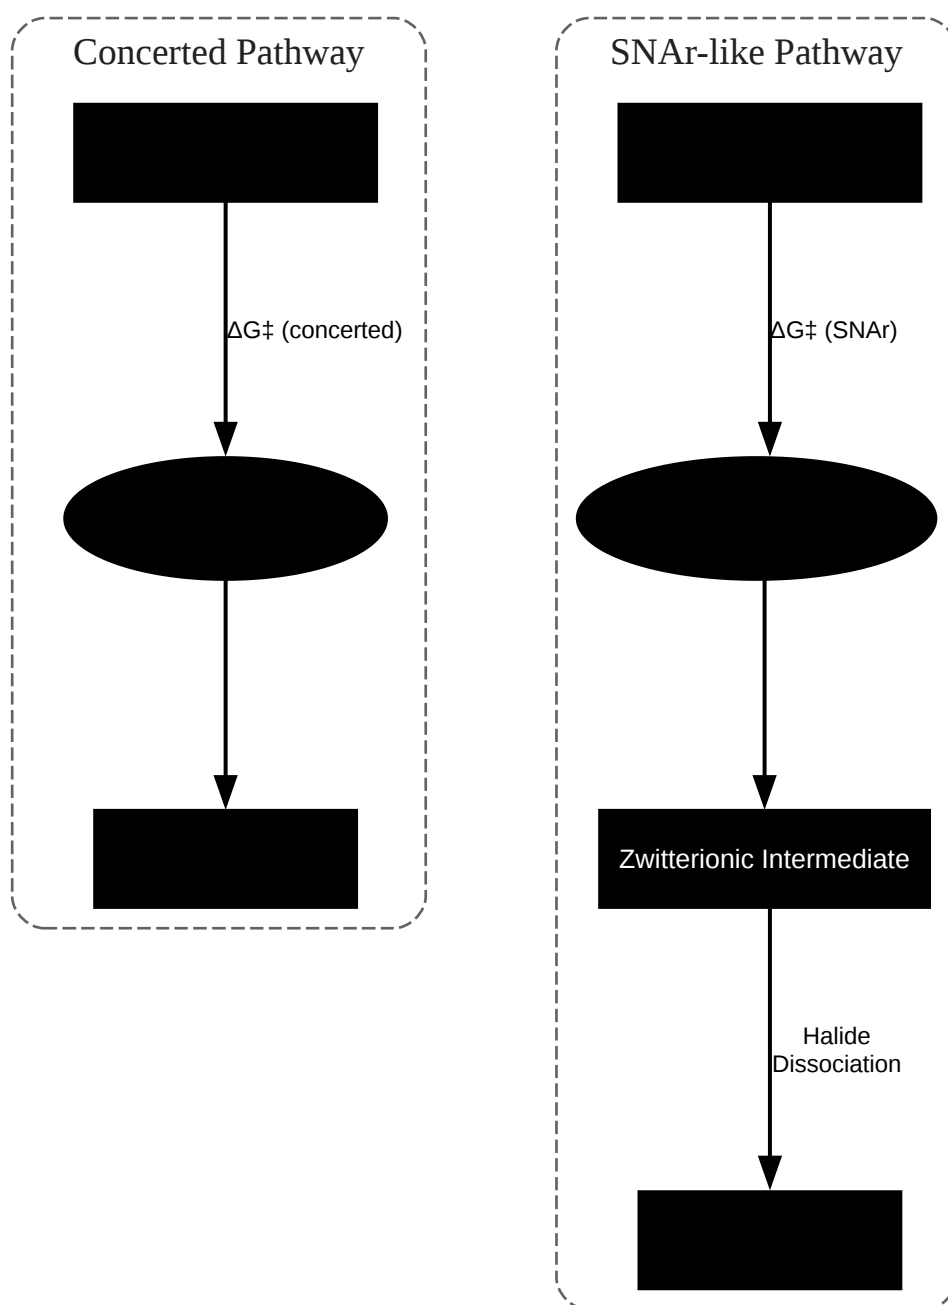 Concerted Pathway
ΔG‡ (concerted)
SNAr-like Pathway
ΔG‡ (SNAr)
Zwitterionic Intermediate
Halide
Dissociation